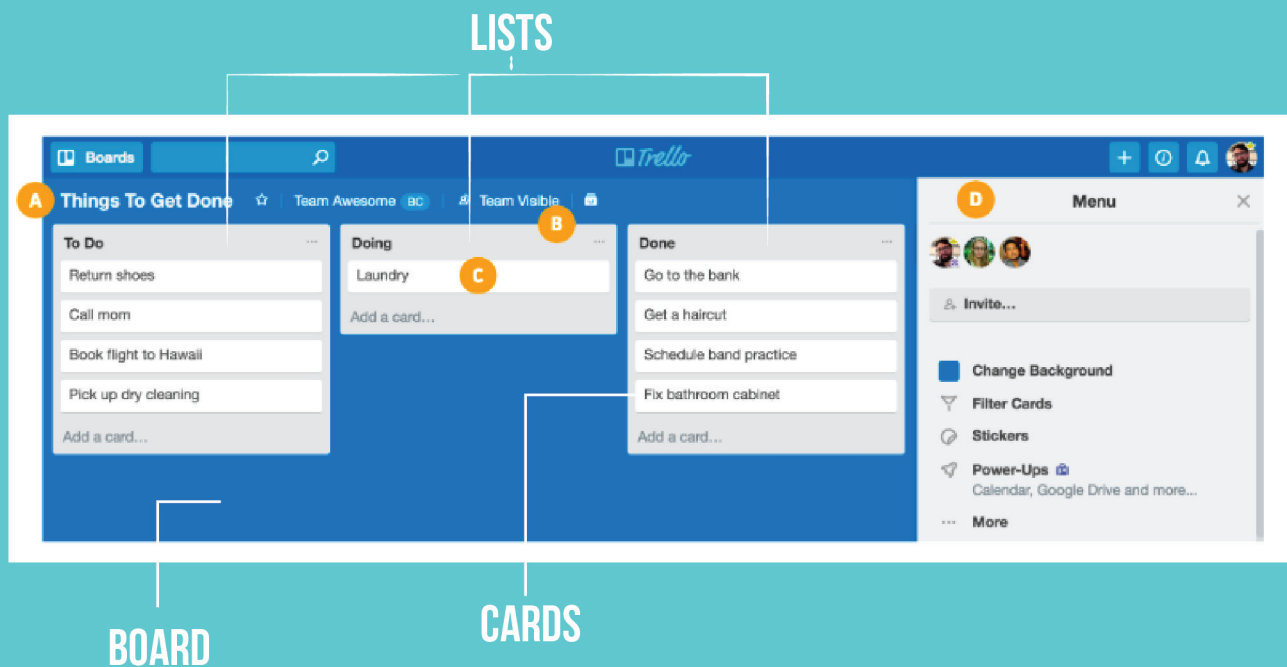 LISTS
Boards
Trello
A
Things To Get Done
Team Awesome BC
Team Visible
B
D
Menu
To Do
Return shoes
Call mom
Book flight to Hawaii
Pick up dry cleaning
Add a card...
Doing
Laundry
C
Add a card...
Done
Go to the bank
Get a haircut
Schedule band practice
Fix bathroom cabinet
Add a card...
Invite...
Change Background
Filter Cards
Stickers
Power-Ups
Calendar, Google Drive and more...
More
BOARD
CARDS